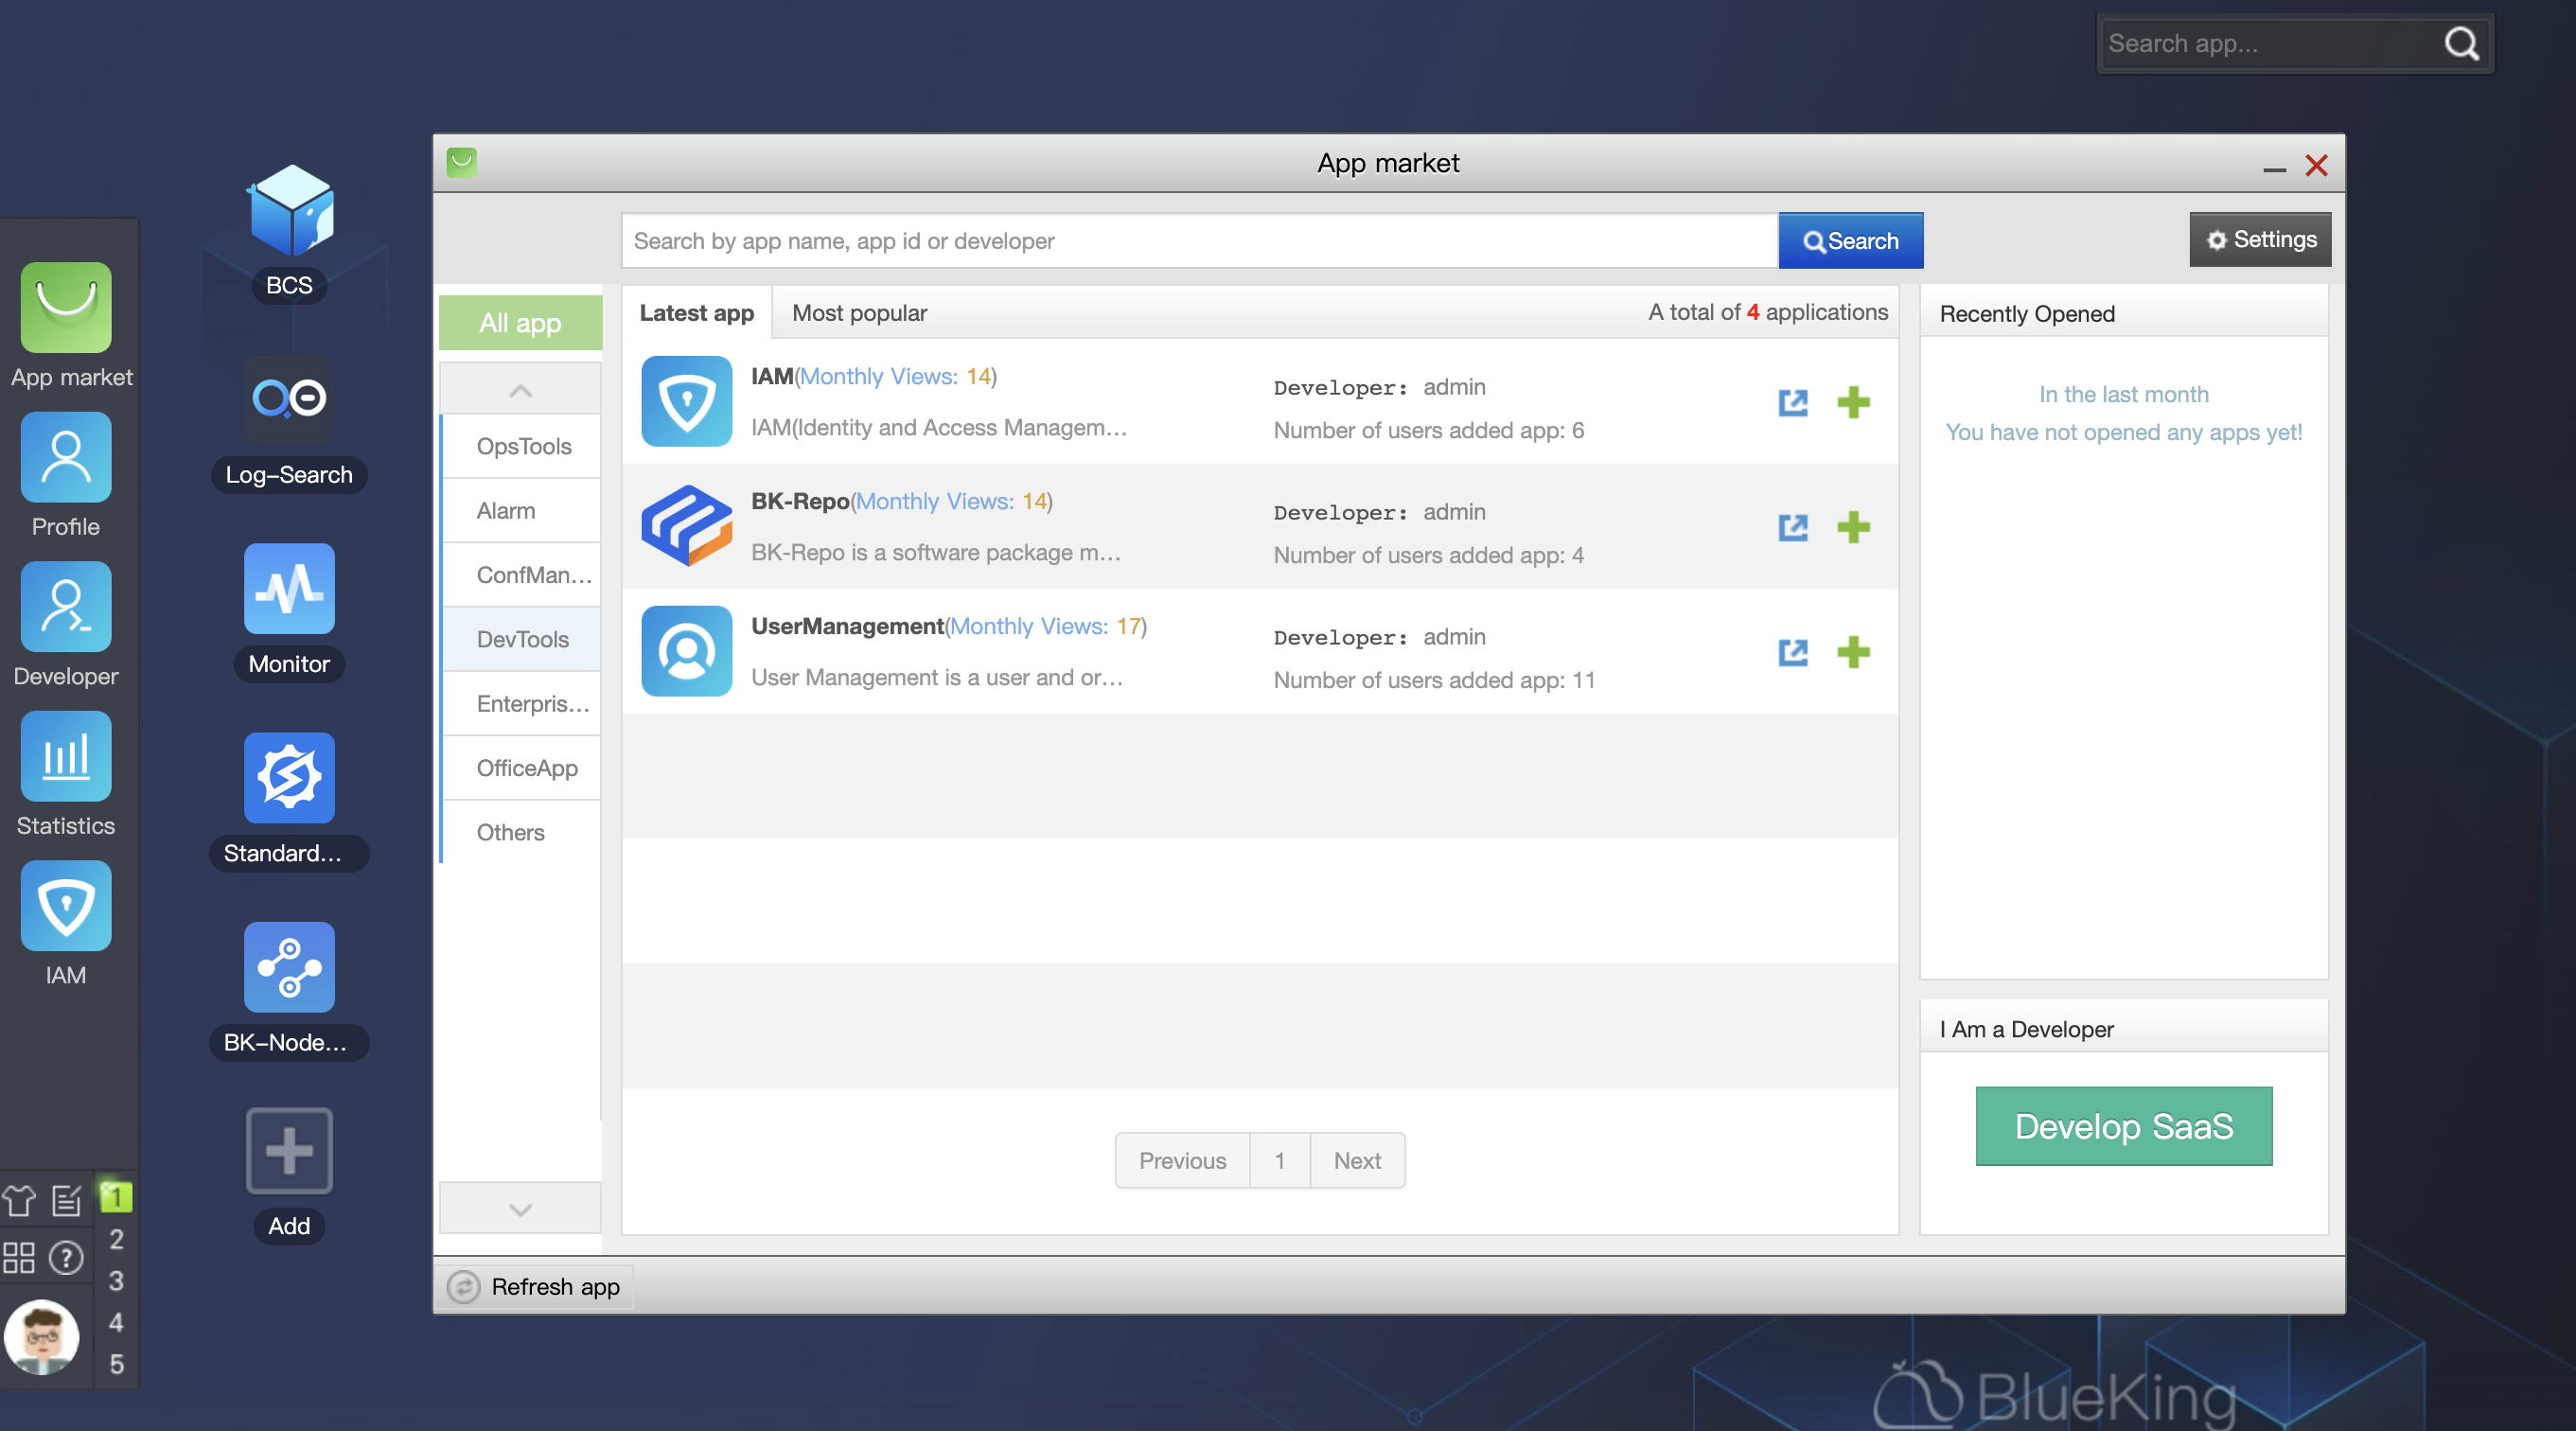 Search app...
App market
Profile
Developer
Statistics
IAM
1
2
3
4
5
BCS
Log-Search
Monitor
Standard...
BK-Node...
Add
App market
Search by app name, app id or developer
Search
Settings
All app
OpsTools
Alarm
ConfMan...
DevTools
Enterpris...
OfficeApp
Others
Latest app
Most popular
A total of 4 applications
IAM(Monthly Views: 14)
IAM(Identity and Access Managem...
Developer: admin
Number of users added app: 6
BK-Repo(Monthly Views: 14)
BK-Repo is a software package m...
Developer: admin
Number of users added app: 4
UserManagement(Monthly Views: 17)
User Management is a user and or...
Developer: admin
Number of users added app: 11
Previous
1
Next
Recently Opened
In the last month
You have not opened any apps yet!
I Am a Developer
Develop SaaS
Refresh app
BlueKing